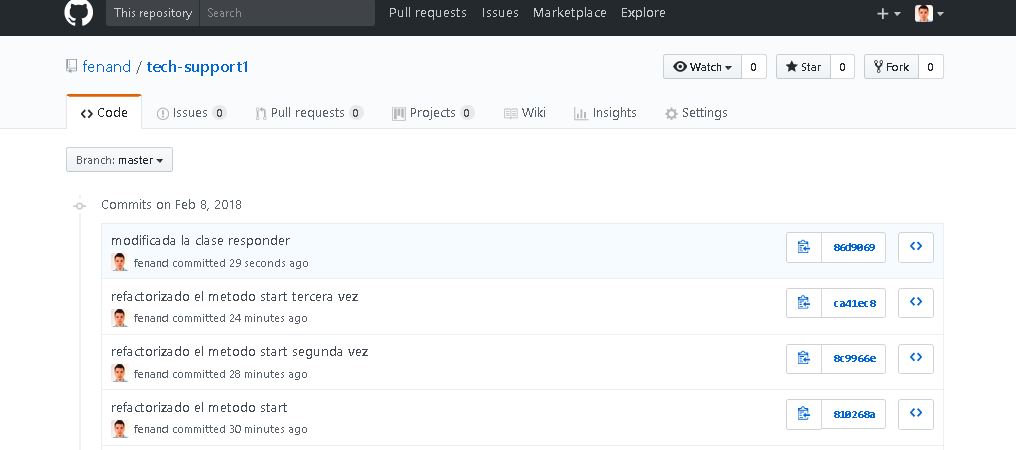 This repository Search Pull requests Issues Marketplace Explore
fenand / tech-support1 Watch 0 Star 0 Fork 0
Code Issues 0 Pull requests 0 Projects 0 Wiki Insights Settings
Branch: master
Commits on Feb 8, 2018
modificada la clase responder
fenand committed 29 seconds ago
86d9069
refactorizado el metodo start tercera vez
fenand committed 24 minutes ago
ca41ec8
refactorizado el metodo start segunda vez
fenand committed 28 minutes ago
8c9966e
refactorizado el metodo start
fenand committed 30 minutes ago
810268a